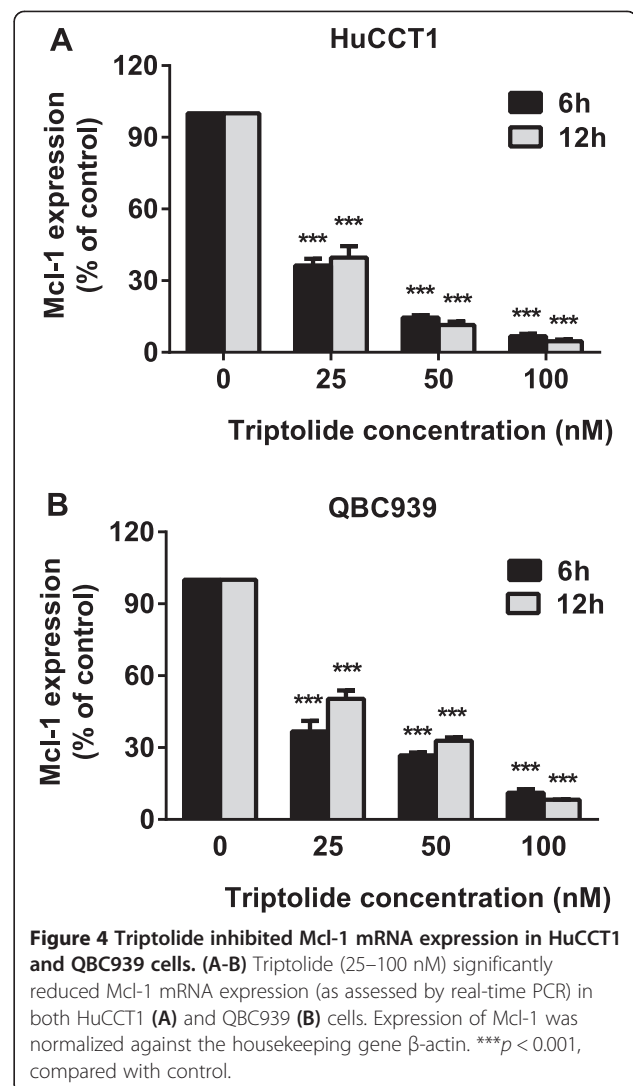 A
HuCCT1
120
90
60
30
0
Mcl-1 expression
(% of control)
6h
12h
*** ***
*** ***
*** ***
0 25 50 100
Triptolide concentration (nM)
B
QBC939
120
90
60
30
0
Mcl-1 expression
(% of control)
6h
12h
*** ***
*** ***
*** ***
0 25 50 100
Triptolide concentration (nM)
Figure 4 Triptolide inhibited Mcl-1 mRNA expression in HuCCT1
and QBC939 cells. (A-B) Triptolide (25–100 nM) significantly
reduced Mcl-1 mRNA expression (as assessed by real-time PCR) in
both HuCCT1 (A) and QBC939 (B) cells. Expression of Mcl-1 was
normalized against the housekeeping gene β-actin. ***p < 0.001,
compared with control.